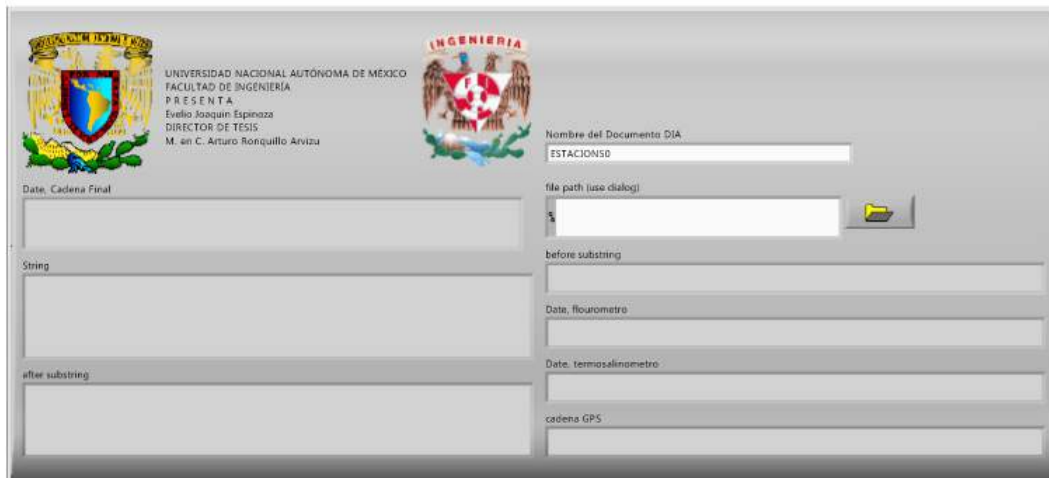 INGENIERIA
UNIVERSIDAD NACIONAL AUTÓNOMA DE MÉXICO
FACULTAD DE INGENIERÍA
P R E S E N T A
Evelio Joaquin Espinoza
DIRECTOR DE TESIS
M. en C. Arturo Ronquillo Arvizu
Nombre del Documento DIA
ESTACIONS0
Date, Cadena Final
file path (use dialog)
String
before substring
Date, flourometro
after substring
Date, termosalinometro
cadena GPS